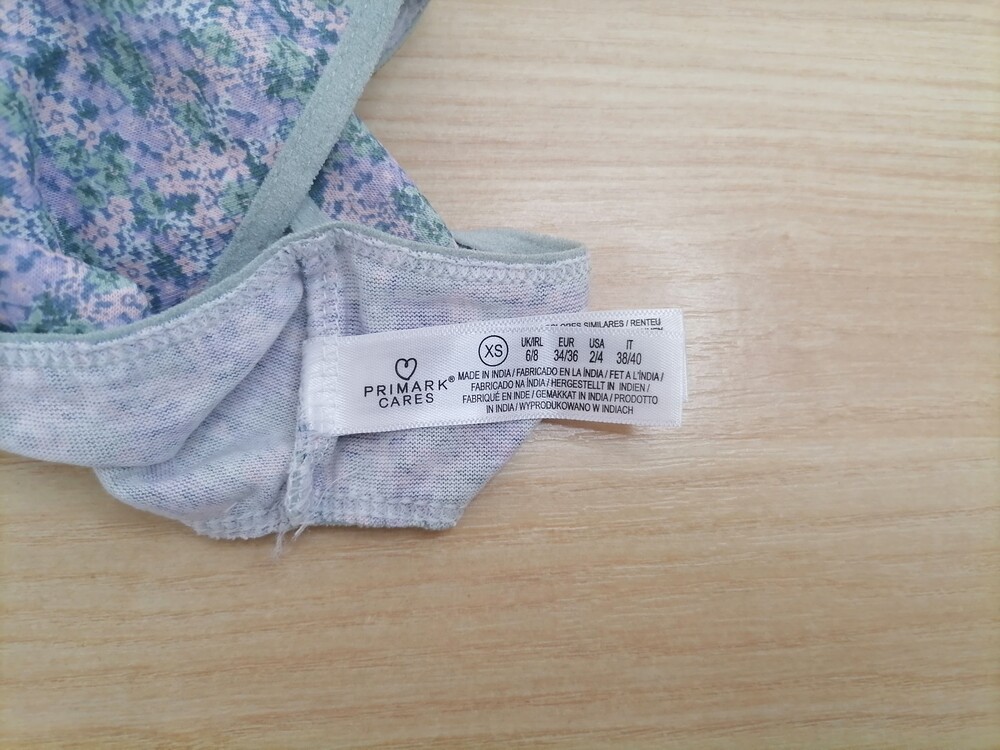 COLORES SIMILARES / RENTEU
XS
UK/IRL EUR USA IT
6/8 34/36 2/4 38/40
PRIMARK®
CARES
MADE IN INDIA / FABRICADO EN LA ÍNDIA / FET A L'ÍNDIA /
FABRICADO NA ÍNDIA / HERGESTELLT IN INDIEN /
FABRIQUÉ EN INDE / GEMAKKAT IN INDIA / PRODOTTO
IN INDIA / WYPRODUKOWANO W INDIACH